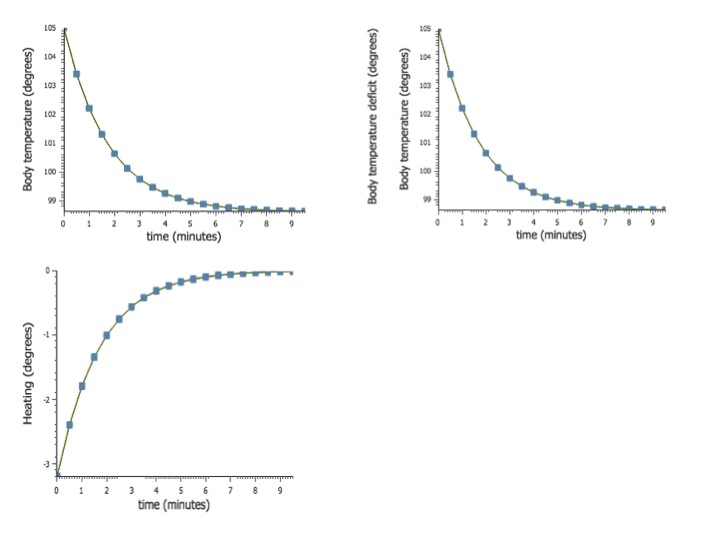 Body temperature (degrees)
105
104
103
102
101
100
99
0 1 2 3 4 5 6 7 8 9
time (minutes)
Body temperature deficit (degrees)
Body temperature (degrees)
105
104
103
102
101
100
99
0 1 2 3 4 5 6 7 8 9
time (minutes)
Heating (degrees)
0
-1
-2
-3
0 1 2 3 4 5 6 7 8 9
time (minutes)